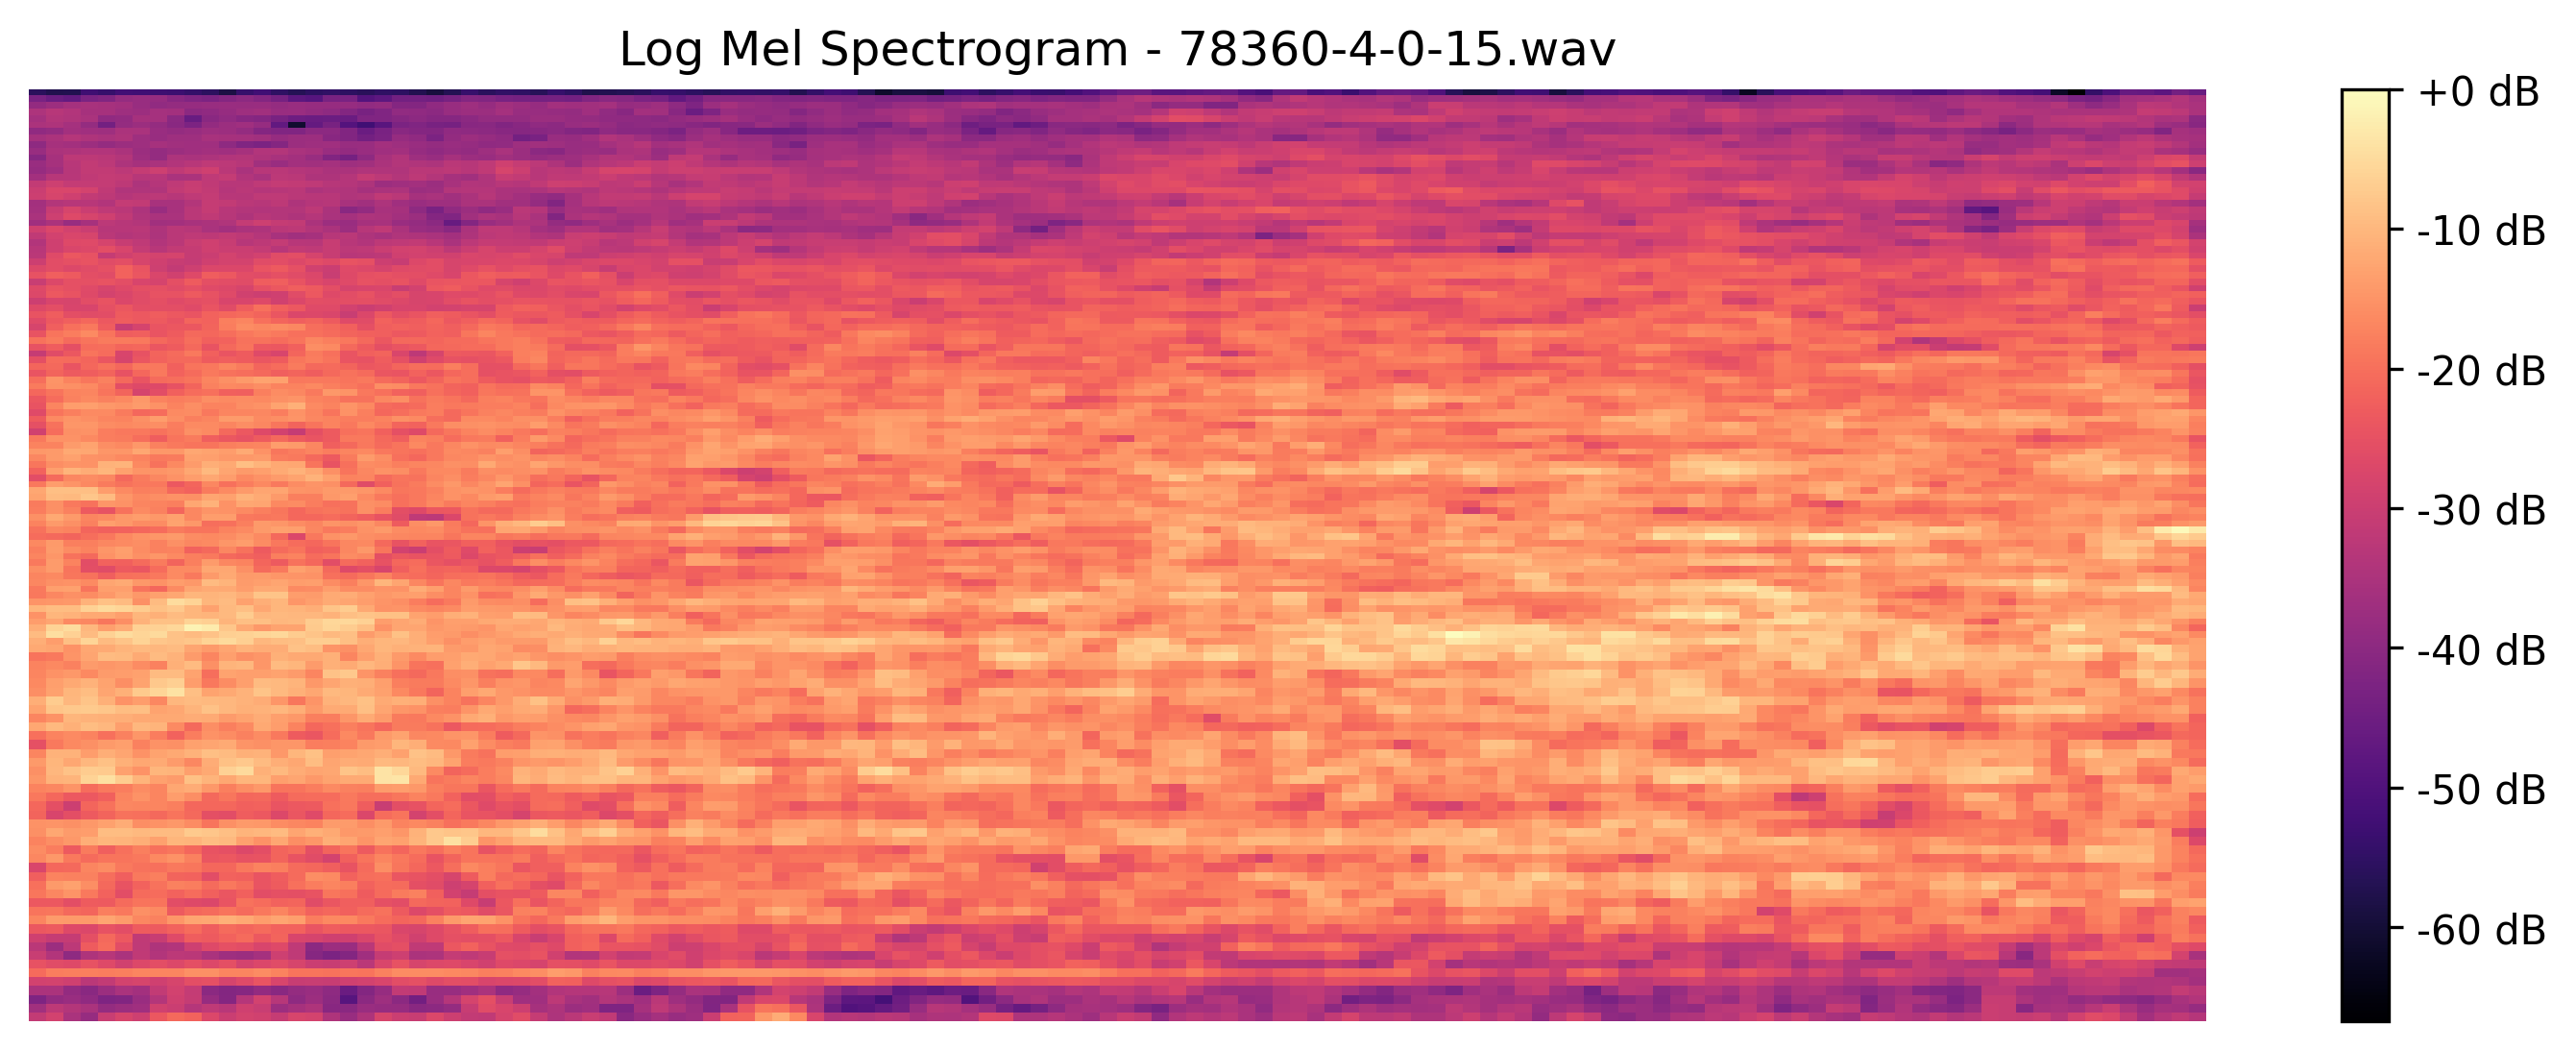 Log Mel Spectrogram - 78360-4-0-15.wav
+0 dB
-10 dB
-20 dB
-30 dB
-40 dB
-50 dB
-60 dB